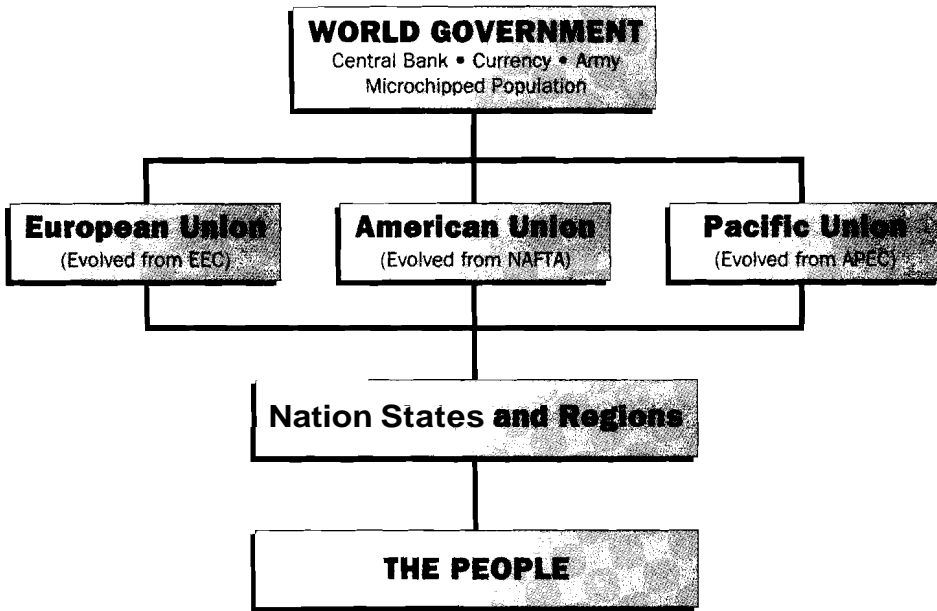 WORLD GOVERNMENT
Central Bank • Currency • Army
Microchipped Population
European Union
(Evolved from EEC)
American Union
(Evolved from NAFTA)
Pacific Union
(Evolved from APEC)
Nation States and Regions
THE PEOPLE